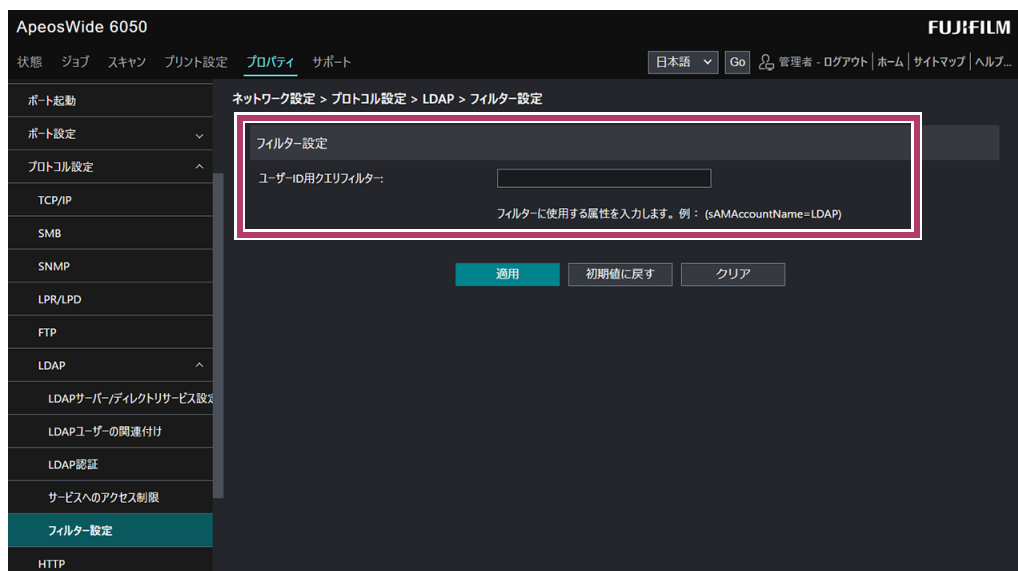 ApeosWide 6050
FUJIFILM
状態 ジョブ スキャン プリント設定 プロパティ サポート
日本語 Go 管理者 - ログアウト ホーム サイトマップ ヘルプ...
ポート起動
ポート設定
プロトコル設定
TCP/IP
SMB
SNMP
LPR/LPD
FTP
LDAP
LDAPサーバー/ディレクトリサービス設定
LDAPユーザーの関連付け
LDAP認証
サービスへのアクセス制限
フィルター設定
HTTP
ネットワーク設定 > プロトコル設定 > LDAP > フィルター設定
フィルター設定
ユーザーID用クエリフィルター:
フィルターに使用する属性を入力します。例： (sAMAccountName=LDAP)
適用 初期値に戻す クリア